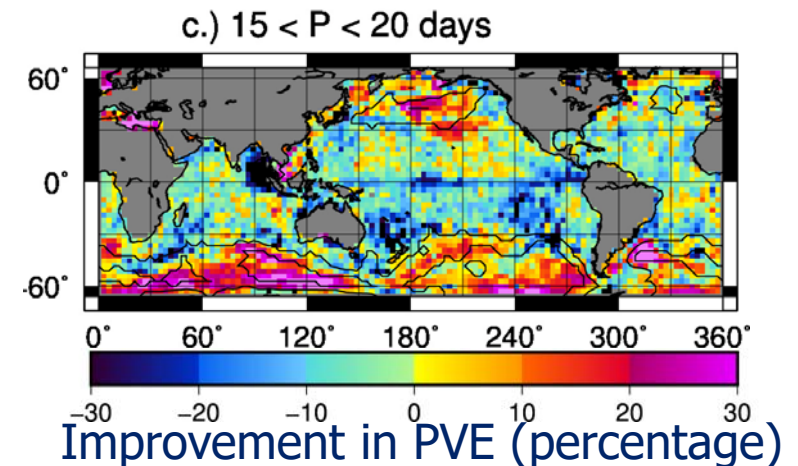 c.) 15 < P < 20 days
60°
0°
-60°
0° 60° 120° 180° 240° 300° 360°
−30 −20 −10 0 10 20 30
Improvement in PVE (percentage)